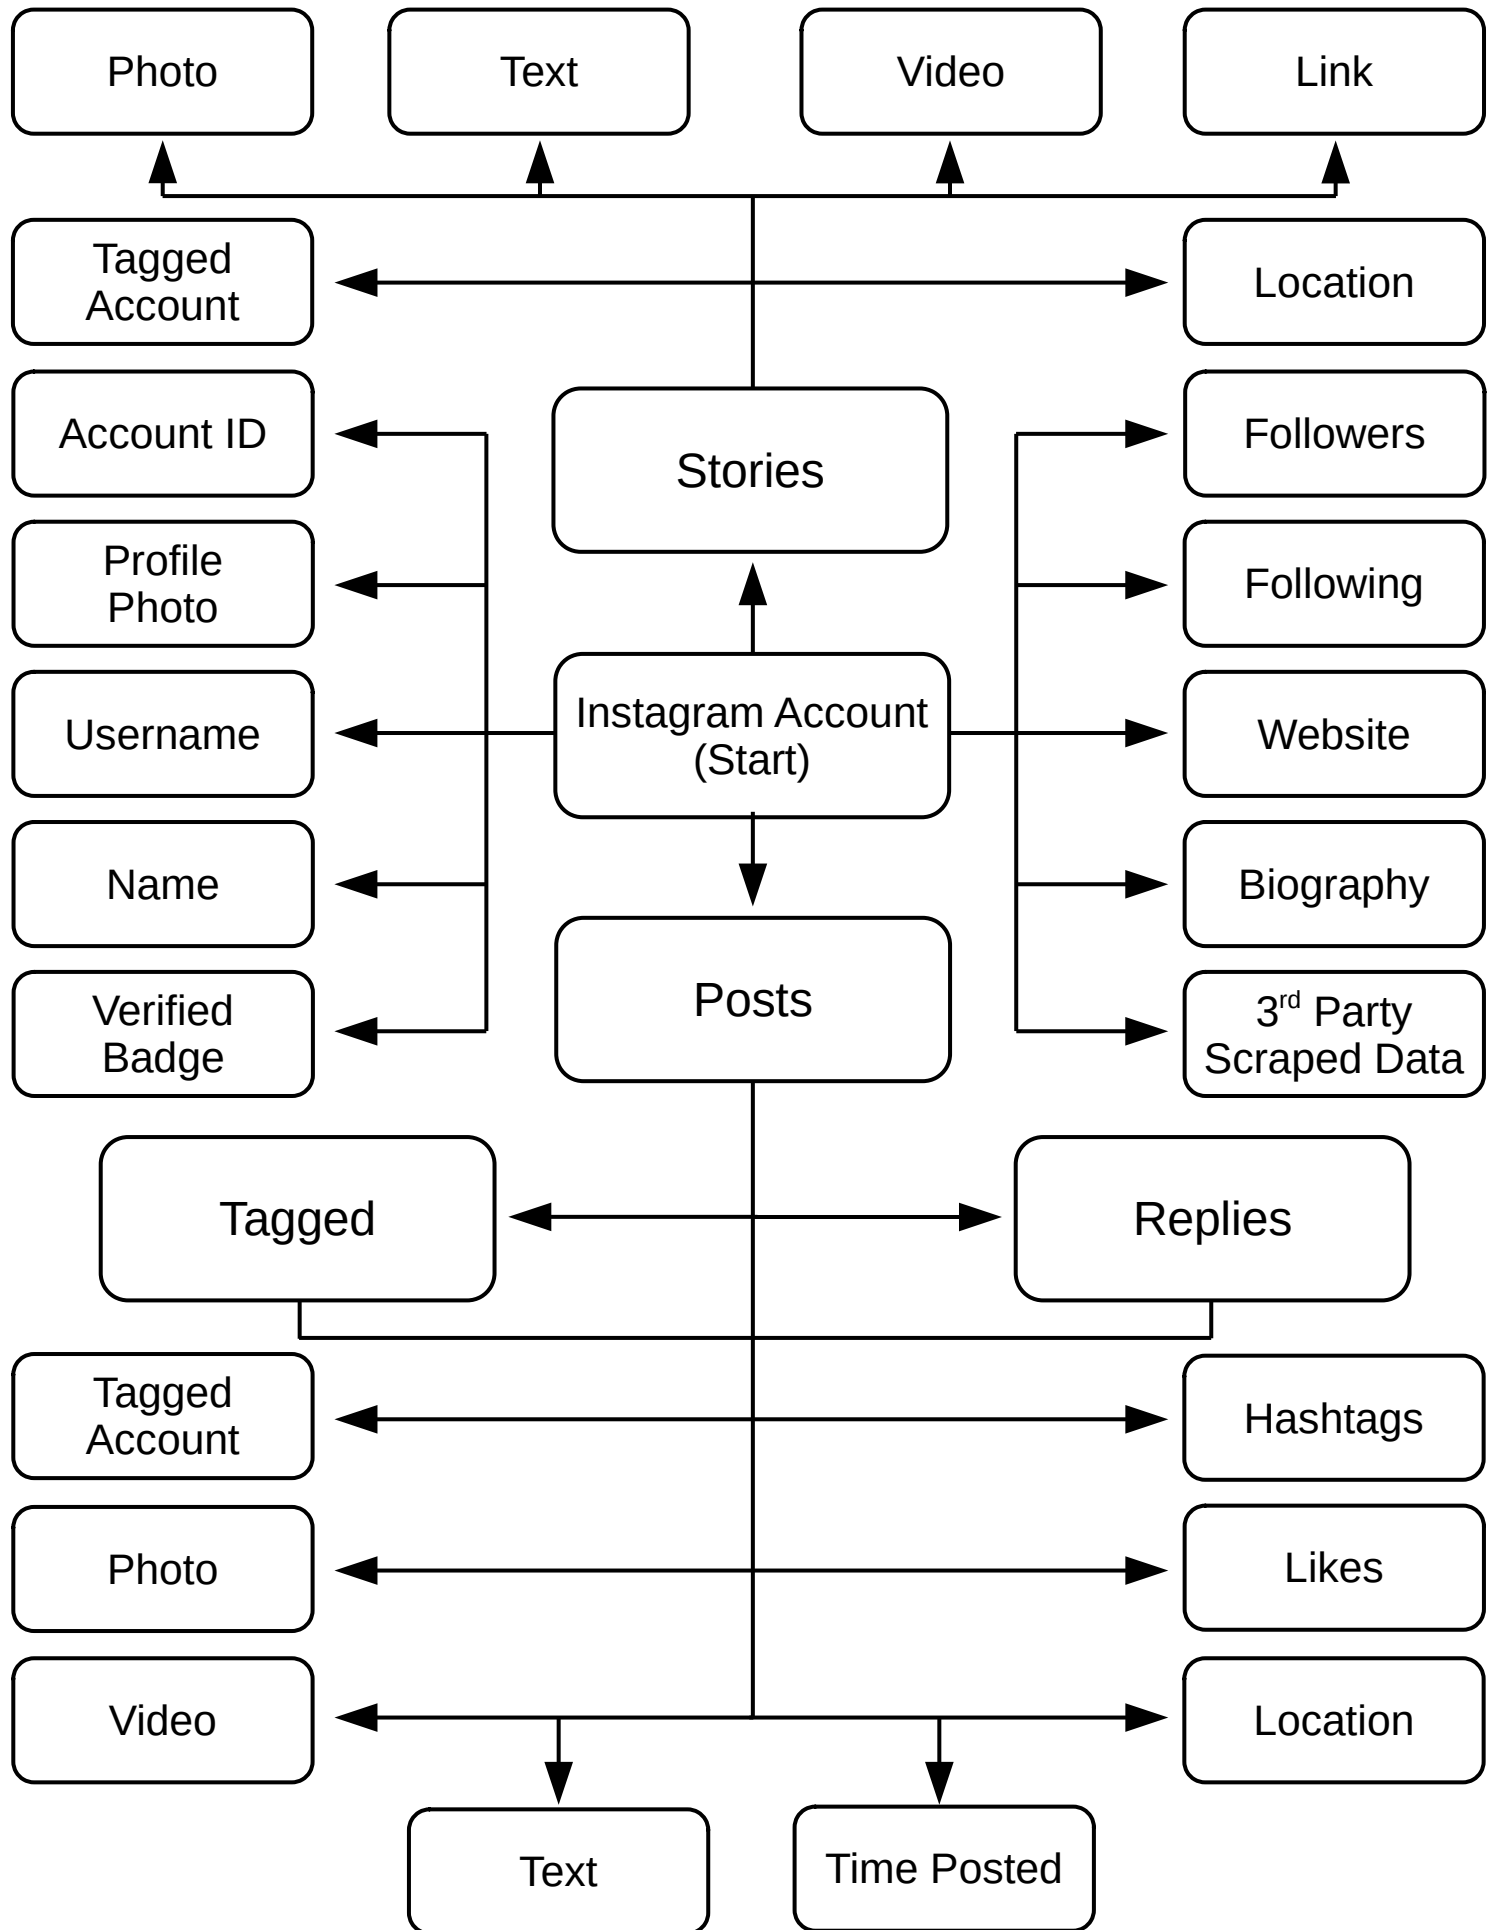 Photo
Text
Video
Link
Tagged
Account
Location
Account ID
Stories
Followers
Profile
Photo
Following
Username
Instagram Account
(Start)
Website
Name
Biography
Verified
Badge
Posts
3rd Party
Scraped Data
Tagged
Replies
Tagged
Account
Hashtags
Photo
Likes
Video
Location
Text
Time Posted